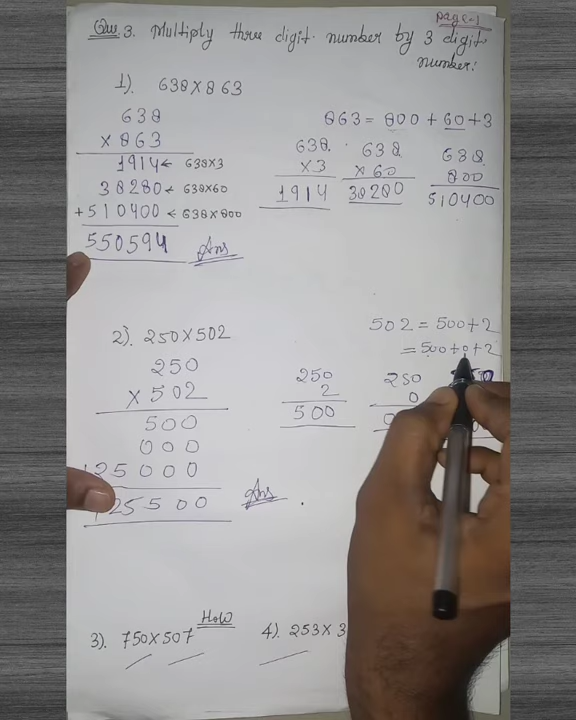 Page-1
Que.3. Multiply three digit number by 3 digit
number:
1). 638X863
638
X 863
1914 ← 638X3
38280 ← 638X60
+510400 ← 638X800
550594 Ans
863 = 800 + 60 + 3
638 638 638
X3 X 60 800
1914 38280 510400
2). 250X502
250
X 502
500
000
125000
125500 Ans
502 = 500+2
= 500+0+2
250 250
2 0
500
How
3). 750X507 4). 253X3